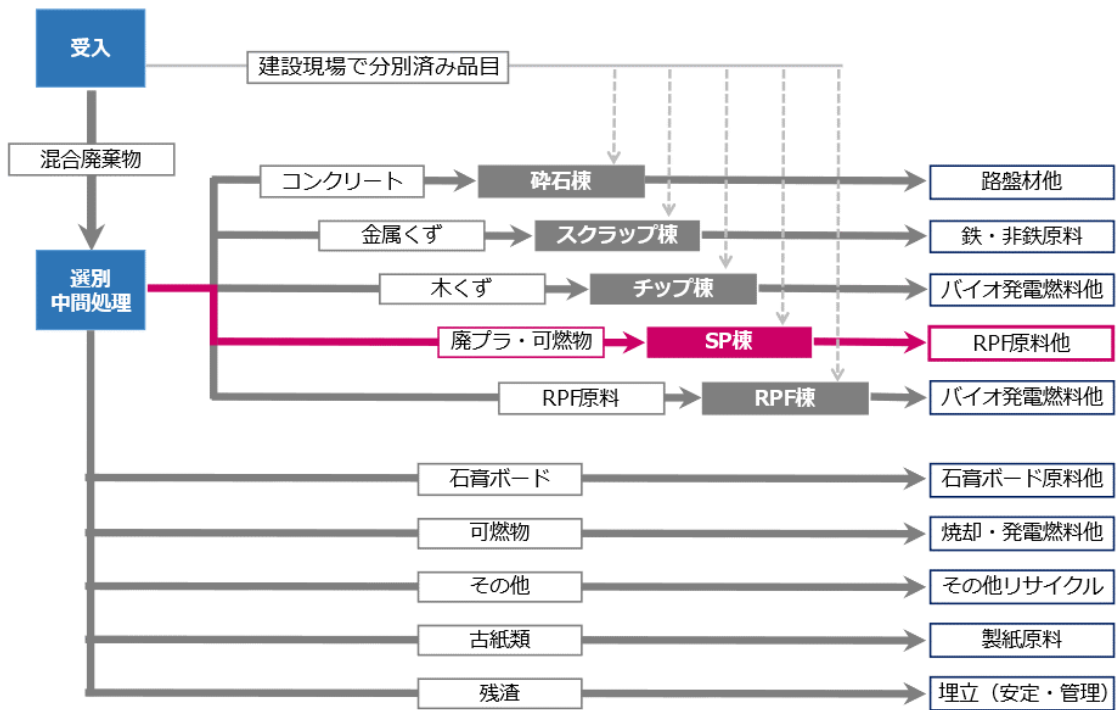 受入
建設現場で分別済み品目
混合廃棄物
コンクリート
砕石棟
路盤材他
金属くず
スクラップ棟
鉄・非鉄原料
選別
中間処理
木くず
チップ棟
バイオ発電燃料他
廃プラ・可燃物
SP棟
RPF原料他
RPF原料
RPF棟
バイオ発電燃料他
石膏ボード
石膏ボード原料他
可燃物
焼却・発電燃料他
その他
その他リサイクル
古紙類
製紙原料
残渣
埋立（安定・管理）